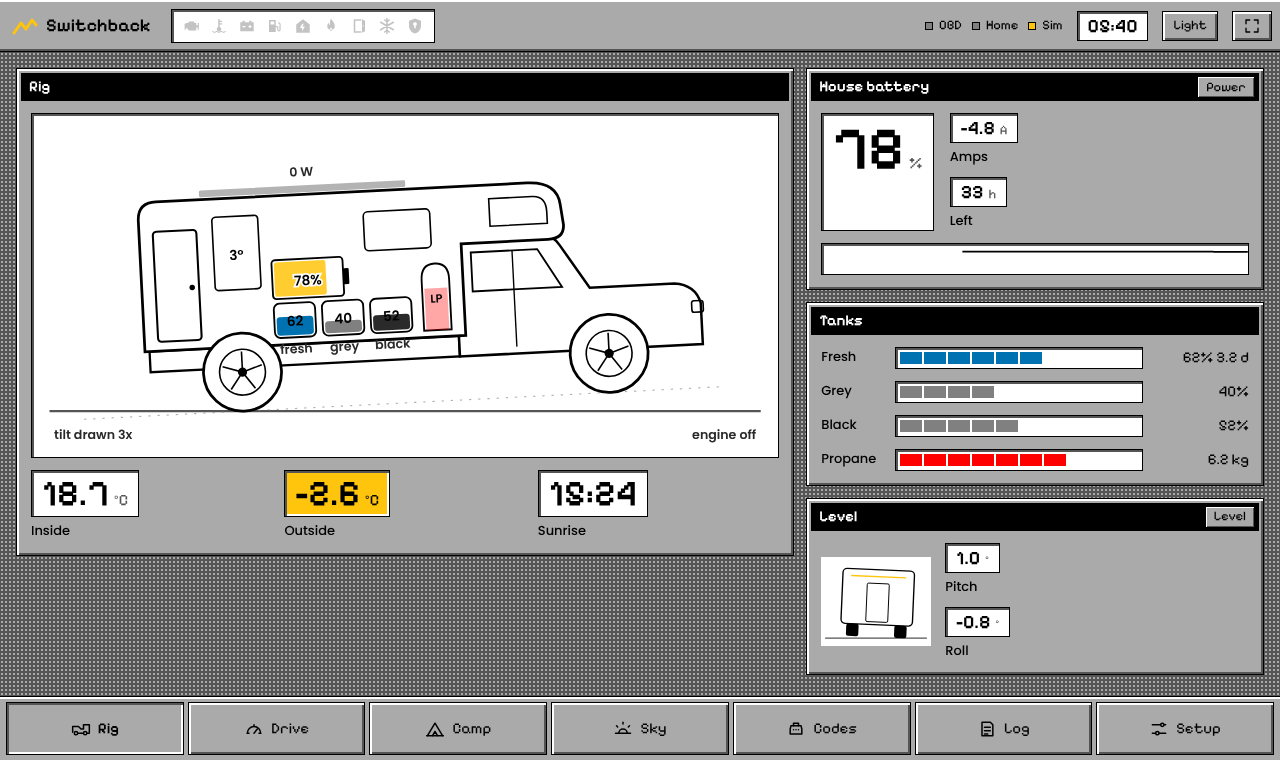 Switchback
OBD
Home
Sim
05:40
Light
Rig
0 W
3°
78%
LP
62
40
52
fresh
grey
black
tilt drawn 3x
engine off
18.7 °C
Inside
-2.6 °C
Outside
15:24
Sunrise
House battery
Power
78 %
-4.8 A
Amps
33 h
Left
Tanks
Fresh 62% 3.2 d
Grey 40%
Black 52%
Propane 6.2 kg
Level
Level
1.0 °
Pitch
-0.8 °
Roll
Rig
Drive
Camp
Sky
Codes
Log
Setup